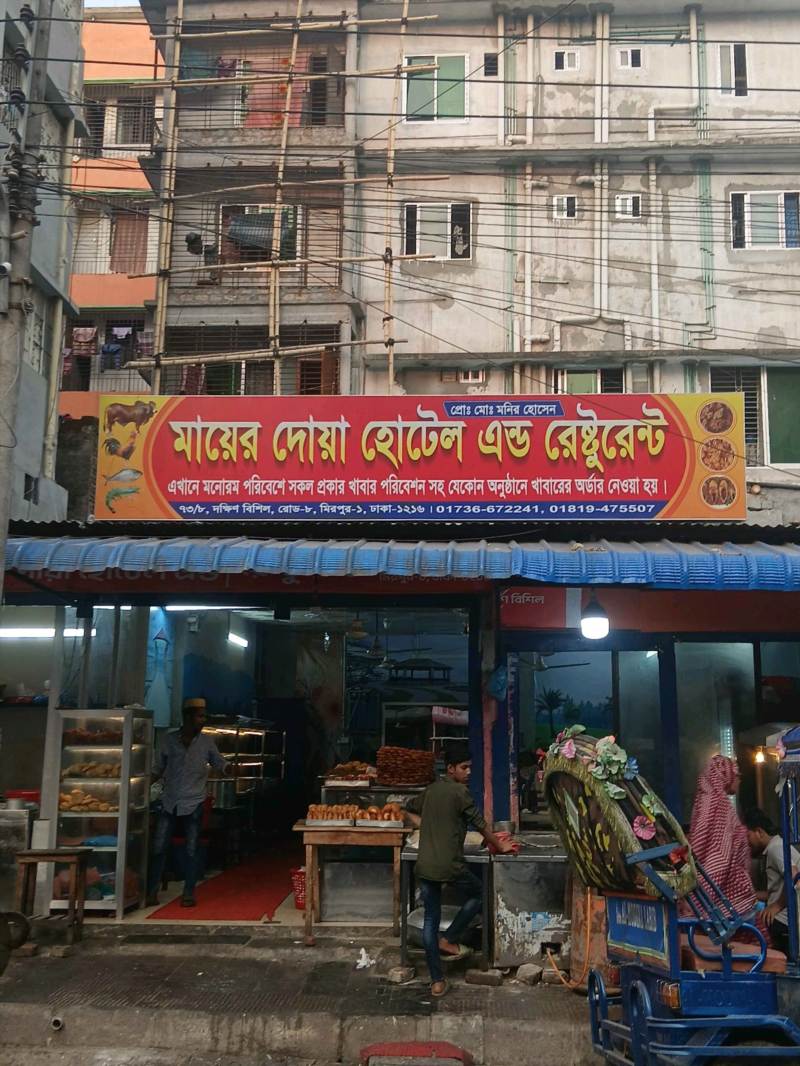 প্রোঃ মোঃ মনির হোসেন
মায়ের দোয়া হোটেল এন্ড রেষ্টুরেন্ট
এখানে মনোরম পরিবেশে সকল প্রকার খাবার পরিবেশন সহ যেকোন অনুষ্ঠানে খাবারের অর্ডার নেওয়া হয়।
৭৩/৮, দক্ষিণ বিশিল, রোড-৮, মিরপুর-১, ঢাকা-১২১৬। 01736-672241, 01819-475507
বিশিল